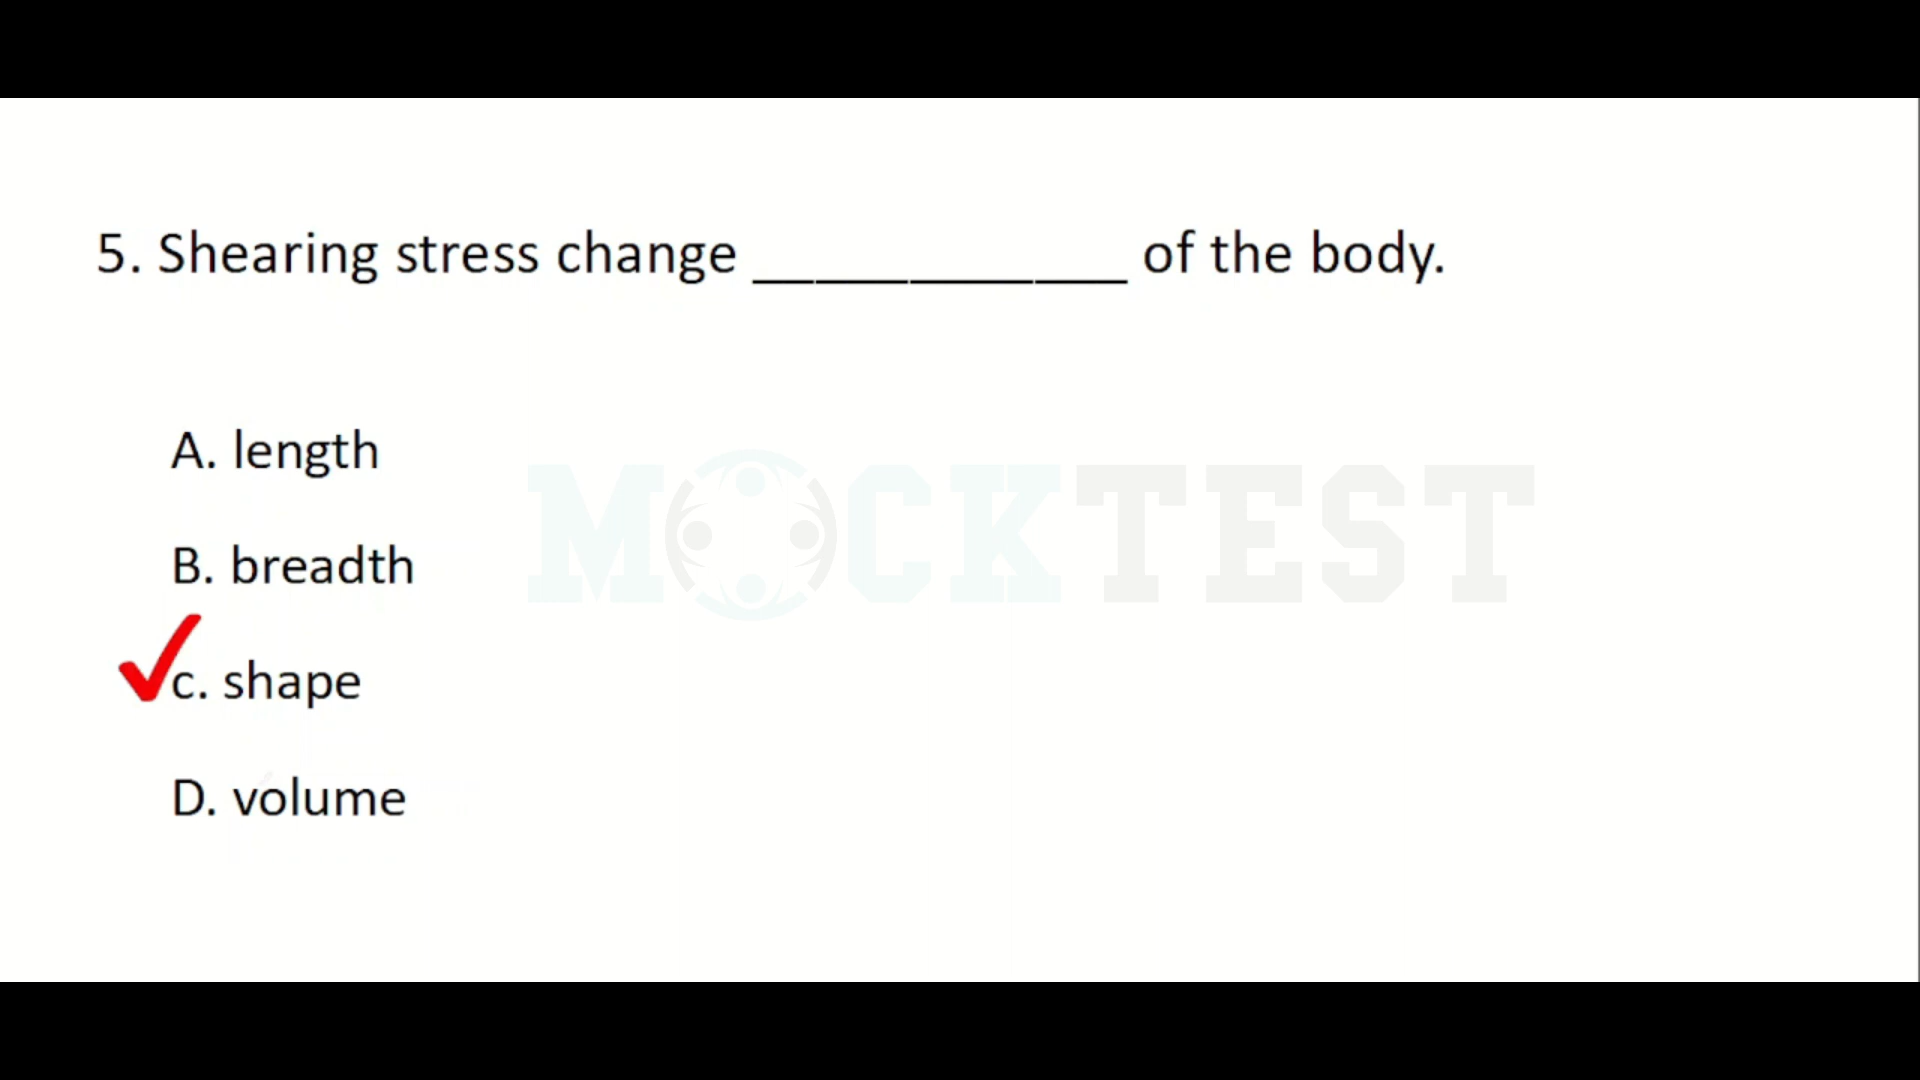 5. Shearing stress change ____________ of the body.
A. length
B. breadth
MOCKTEST
c. shape
D. volume